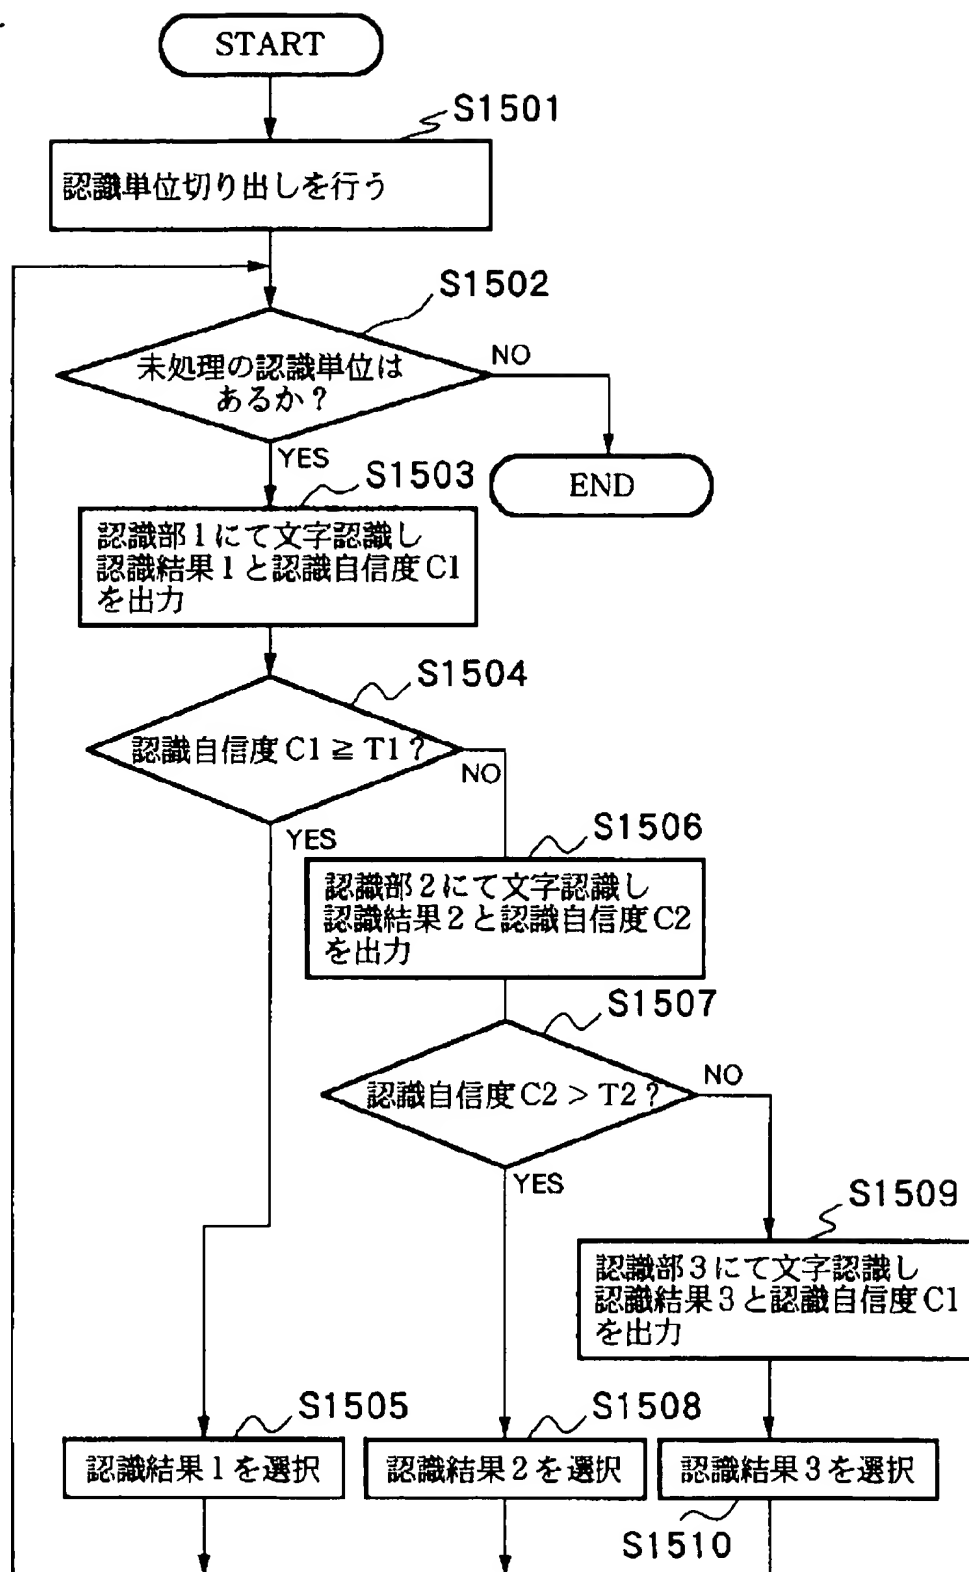 START
S1501
認識単位切り出しを行う
S1502
未処理の認識単位は
あるか？
NO
YES
END
S1503
認識部1にて文字認識し
認識結果1と認識自信度C1
を出力
S1504
認識自信度C1≧T1？
NO
YES
S1506
認識部2にて文字認識し
認識結果2と認識自信度C2
を出力
S1507
認識自信度C2>T2？
NO
YES
S1509
認識部3にて文字認識し
認識結果3と認識自信度C1
を出力
S1505
認識結果1を選択
S1508
認識結果2を選択
認識結果3を選択
S1510